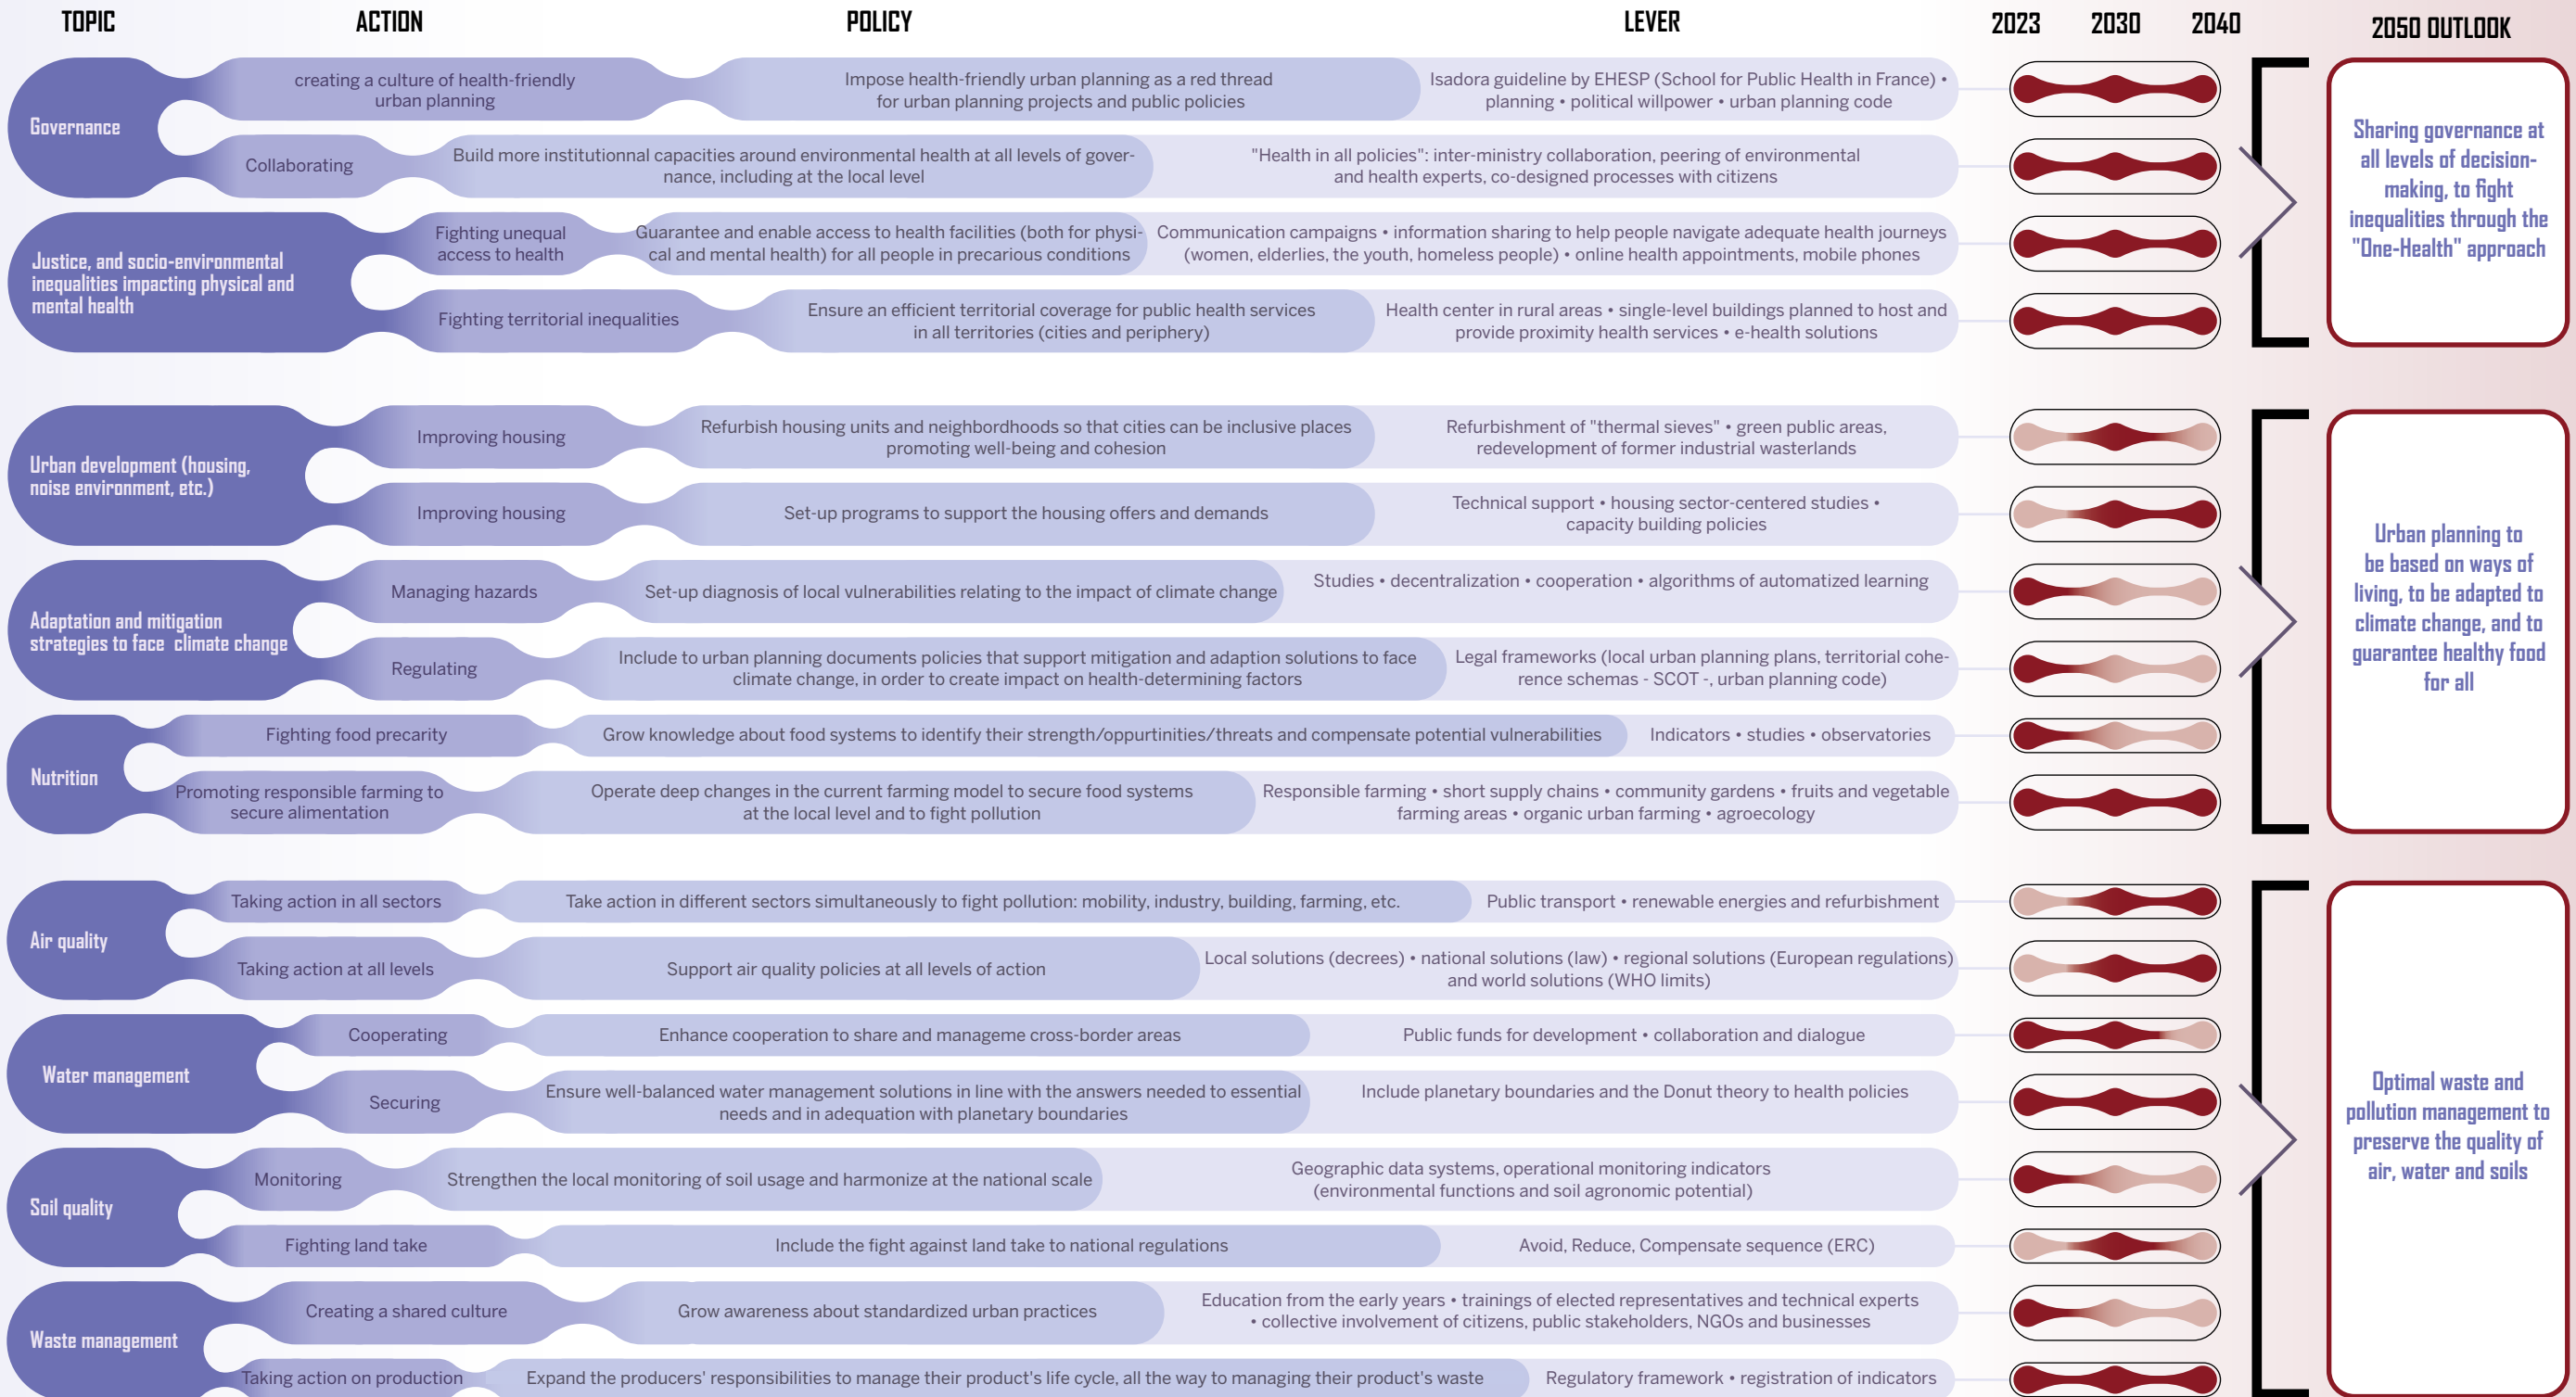 TOPIC ACTION POLICY LEVER 2023 2030 2040 2050 OUTLOOK
Governance
creating a culture of health-friendly
urban planning
Impose health-friendly urban planning as a red thread
for urban planning projects and public policies
Isadora guideline by EHESP (School for Public Health in France) •
planning • political willpower • urban planning code
Collaborating
Build more institutionnal capacities around environmental health at all levels of gover-
nance, including at the local level
"Health in all policies": inter-ministry collaboration, peering of environmental
and health experts, co-designed processes with citizens
Justice, and socio-environmental
inequalities impacting physical and
mental health
Fighting unequal
access to health
Guarantee and enable access to health facilities (both for physi-
cal and mental health) for all people in precarious conditions
Communication campaigns • information sharing to help people navigate adequate health journeys
(women, elderlies, the youth, homeless people) • online health appointments, mobile phones
Fighting territorial inequalities
Ensure an efficient territorial coverage for public health services
in all territories (cities and periphery)
Health center in rural areas • single-level buildings planned to host and
provide proximity health services • e-health solutions
Sharing governance at
all levels of decision-
making, to fight
inequalities through the
"One-Health" approach
Urban development (housing,
noise environment, etc.)
Improving housing
Refurbish housing units and neighbordhoods so that cities can be inclusive places
promoting well-being and cohesion
Refurbishment of "thermal sieves" • green public areas,
redevelopment of former industrial wasterlands
Improving housing
Set-up programs to support the housing offers and demands
Technical support • housing sector-centered studies •
capacity building policies
Adaptation and mitigation
strategies to face climate change
Managing hazards
Set-up diagnosis of local vulnerabilities relating to the impact of climate change
Studies • decentralization • cooperation • algorithms of automatized learning
Regulating
Include to urban planning documents policies that support mitigation and adaption solutions to face
climate change, in order to create impact on health-determining factors
Legal frameworks (local urban planning plans, territorial cohe-
rence schemas - SCOT -, urban planning code)
Nutrition
Fighting food precarity
Grow knowledge about food systems to identify their strength/oppurtinities/threats and compensate potential vulnerabilities
Indicators • studies • observatories
Promoting responsible farming to
secure alimentation
Operate deep changes in the current farming model to secure food systems
at the local level and to fight pollution
Responsible farming • short supply chains • community gardens • fruits and vegetable
farming areas • organic urban farming • agroecology
Urban planning to
be based on ways of
living, to be adapted to
climate change, and to
guarantee healthy food
for all
Air quality
Taking action in all sectors
Take action in different sectors simultaneously to fight pollution: mobility, industry, building, farming, etc.
Public transport • renewable energies and refurbishment
Taking action at all levels
Support air quality policies at all levels of action
Local solutions (decrees) • national solutions (law) • regional solutions (European regulations)
and world solutions (WHO limits)
Water management
Cooperating
Enhance cooperation to share and manageme cross-border areas
Public funds for development • collaboration and dialogue
Securing
Ensure well-balanced water management solutions in line with the answers needed to essential
needs and in adequation with planetary boundaries
Include planetary boundaries and the Donut theory to health policies
Soil quality
Monitoring
Strengthen the local monitoring of soil usage and harmonize at the national scale
Geographic data systems, operational monitoring indicators
(environmental functions and soil agronomic potential)
Fighting land take
Include the fight against land take to national regulations
Avoid, Reduce, Compensate sequence (ERC)
Waste management
Creating a shared culture
Grow awareness about standardized urban practices
Education from the early years • trainings of elected representatives and technical experts
• collective involvement of citizens, public stakeholders, NGOs and businesses
Taking action on production
Expand the producers' responsibilities to manage their product's life cycle, all the way to managing their product's waste
Regulatory framework • registration of indicators
Optimal waste and
pollution management to
preserve the quality of
air, water and soils